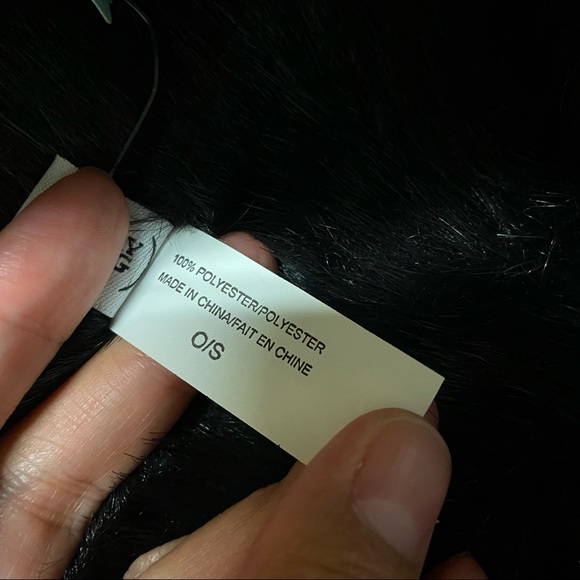 100% POLYESTER/POLYESTER
MADE IN CHINA/FAIT EN CHINE
O/S